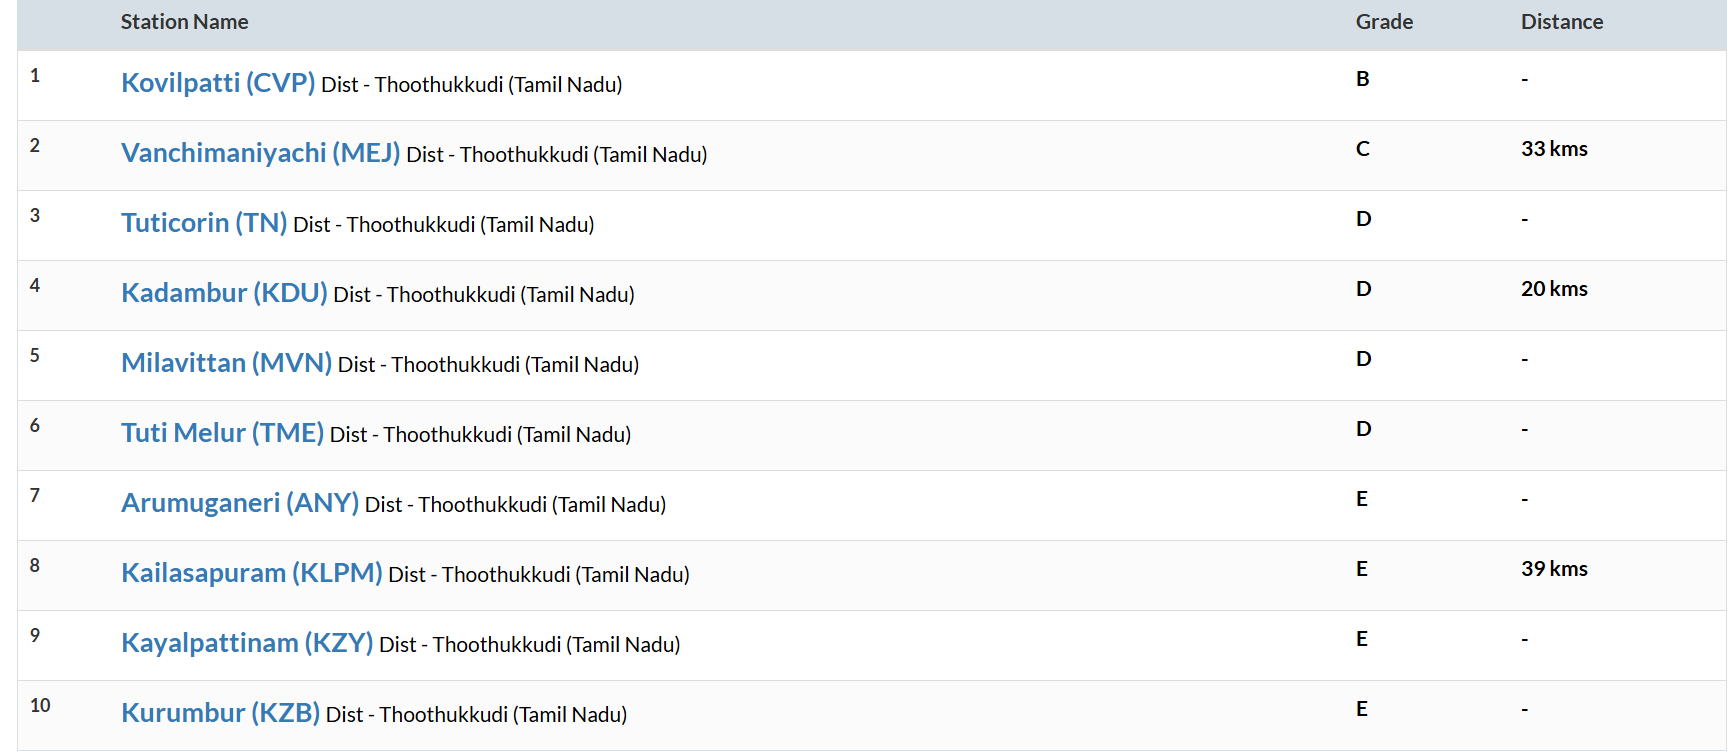 Station Name Grade Distance
1 Kovilpatti (CVP) Dist - Thoothukkudi (Tamil Nadu) B -
2 Vanchimaniyachi (MEJ) Dist - Thoothukkudi (Tamil Nadu) C 33 kms
3 Tuticorin (TN) Dist - Thoothukkudi (Tamil Nadu) D -
4 Kadambur (KDU) Dist - Thoothukkudi (Tamil Nadu) D 20 kms
5 Milavittan (MVN) Dist - Thoothukkudi (Tamil Nadu) D -
6 Tuti Melur (TME) Dist - Thoothukkudi (Tamil Nadu) D -
7 Arumuganeri (ANY) Dist - Thoothukkudi (Tamil Nadu) E -
8 Kailasapuram (KLPM) Dist - Thoothukkudi (Tamil Nadu) E 39 kms
9 Kayalpattinam (KZY) Dist - Thoothukkudi (Tamil Nadu) E -
10 Kurumbur (KZB) Dist - Thoothukkudi (Tamil Nadu) E -